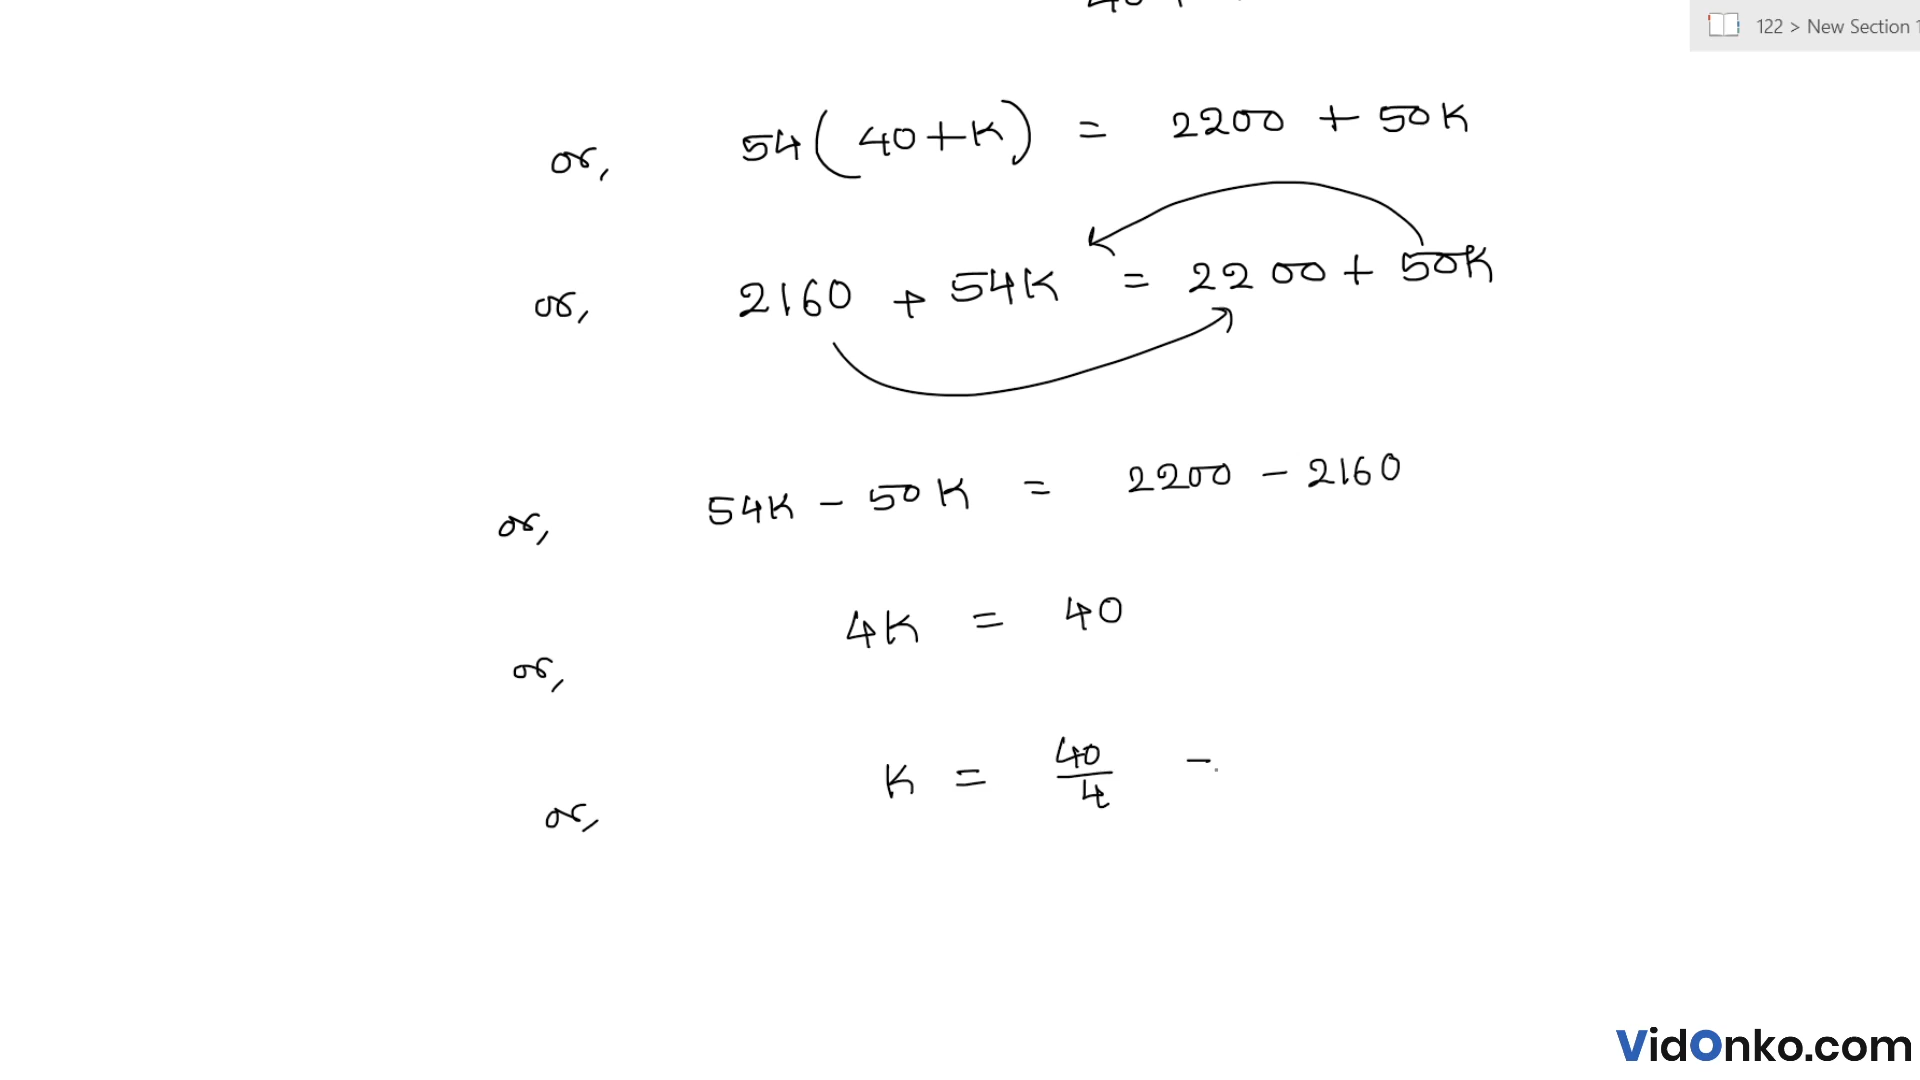 122 > New Section 1
or, 54(40+K) = 2200 + 50K
or, 2160 + 54K = 2200 + 50K
or, 54K - 50K = 2200 - 2160
or, 4K = 40
or, K = 40/4 -
VidOnko.com